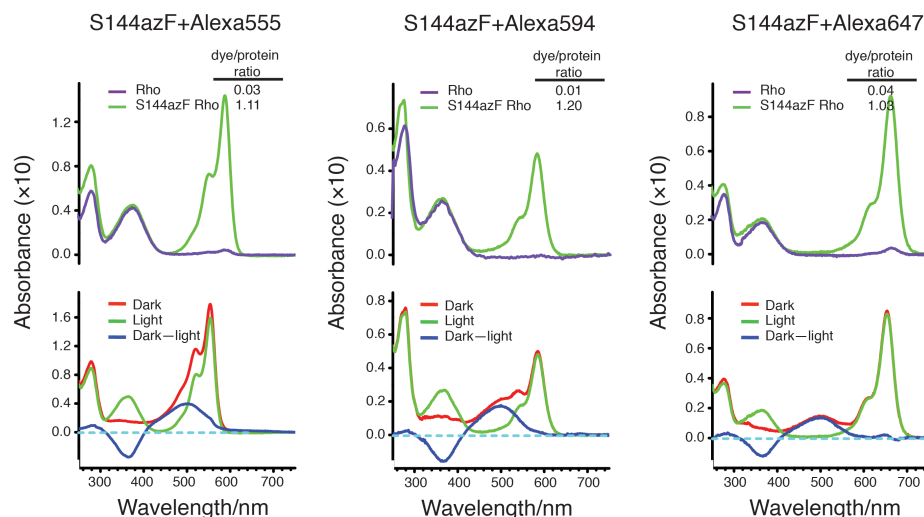 S144azF+Alexa555
dye/protein
ratio
Rho 0.03
S144azF Rho 1.11
Absorbance (×10)
1.2
0.8
0.4
0.0
Dark
Light
Dark—light
1.6
1.2
0.8
0.4
0.0
300 400 500 600 700
Wavelength/nm
S144azF+Alexa594
dye/protein
ratio
Rho 0.01
S144azF Rho 1.20
Absorbance (×10)
0.6
0.4
0.2
0.0
Dark
Light
Dark—light
0.8
0.6
0.4
0.2
0.0
300 400 500 600 700
Wavelength/nm
S144azF+Alexa647
dye/protein
ratio
Rho 0.04
S144azF Rho 1.03
Absorbance (×10)
0.8
0.6
0.4
0.2
0.0
Dark
Light
Dark—light
0.8
0.6
0.4
0.2
0.0
300 400 500 600 700
Wavelength/nm